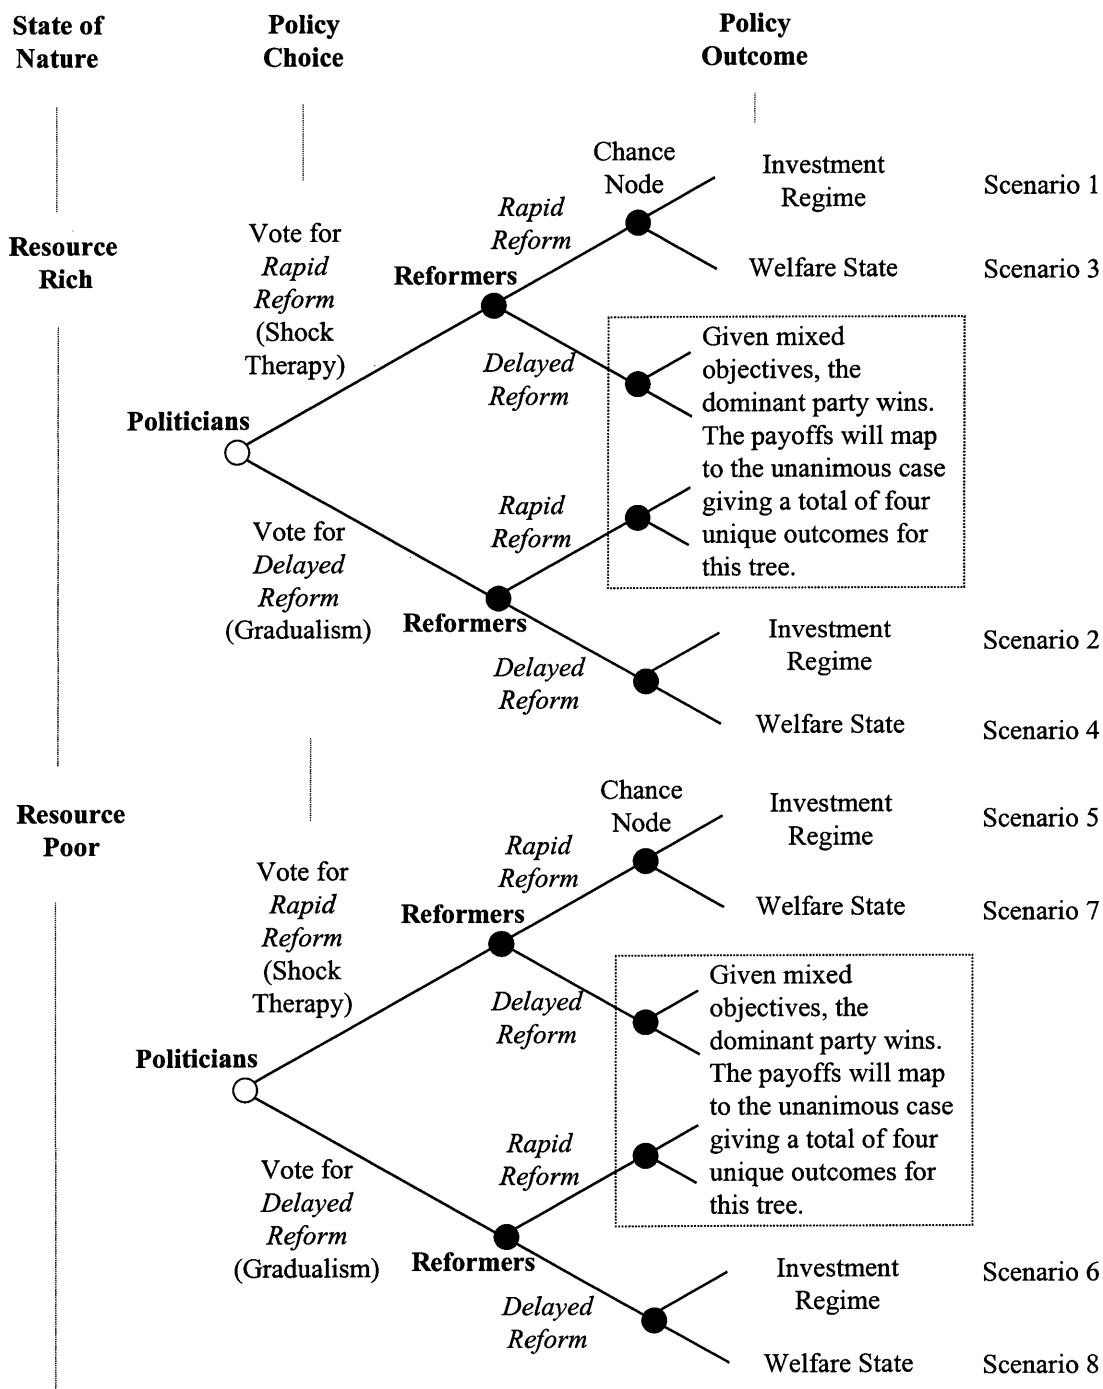 State of
Nature
Policy
Choice
Policy
Outcome
Resource
Rich
Vote for
Rapid
Reform
(Shock
Therapy)
Politicians
Vote for
Delayed
Reform
(Gradualism)
Reformers
Rapid
Reform
Delayed
Reform
Chance
Node
Investment
Regime
Scenario 1
Welfare State
Scenario 3
Given mixed
objectives, the
dominant party wins.
The payoffs will map
to the unanimous case
giving a total of four
unique outcomes for
this tree.
Rapid
Reform
Reformers
Delayed
Reform
Investment
Regime
Scenario 2
Welfare State
Scenario 4
Resource
Poor
Vote for
Rapid
Reform
(Shock
Therapy)
Politicians
Vote for
Delayed
Reform
(Gradualism)
Reformers
Rapid
Reform
Delayed
Reform
Chance
Node
Investment
Regime
Scenario 5
Welfare State
Scenario 7
Given mixed
objectives, the
dominant party wins.
The payoffs will map
to the unanimous case
giving a total of four
unique outcomes for
this tree.
Rapid
Reform
Reformers
Delayed
Reform
Investment
Regime
Scenario 6
Welfare State
Scenario 8